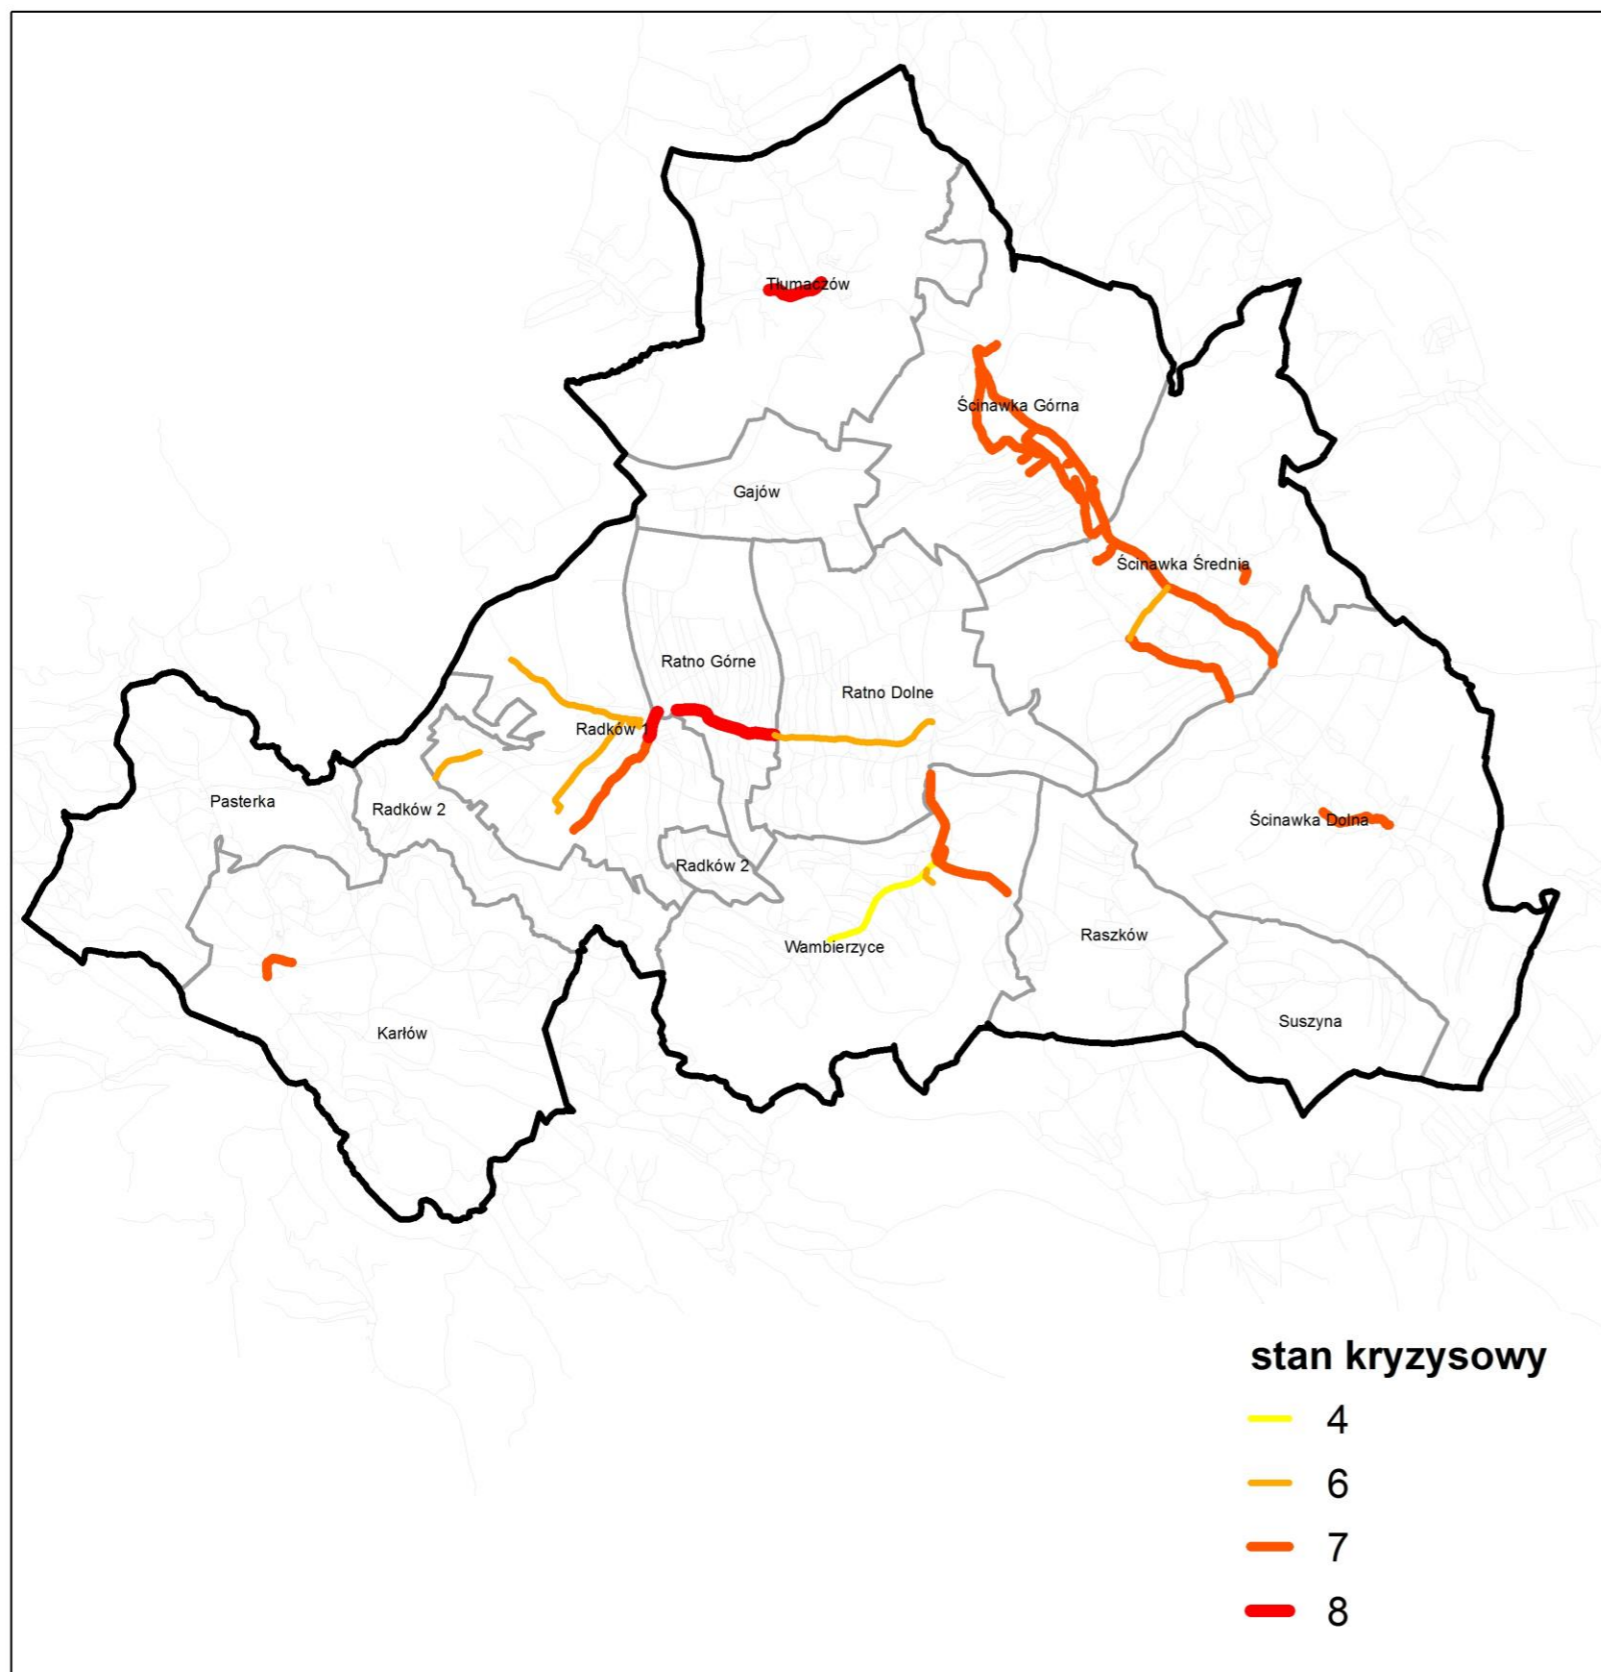 Tłumaczów
Ścinawka Górna
Gajów
Ścinawka Średnia
Ratno Górne
Ratno Dolne
Radków 1
Pasterka
Radków 2
Ścinawka Dolna
Radków 2
Wambierzyce
Raszków
Karłów
Suszyna
stan kryzysowy
4
6
7
8